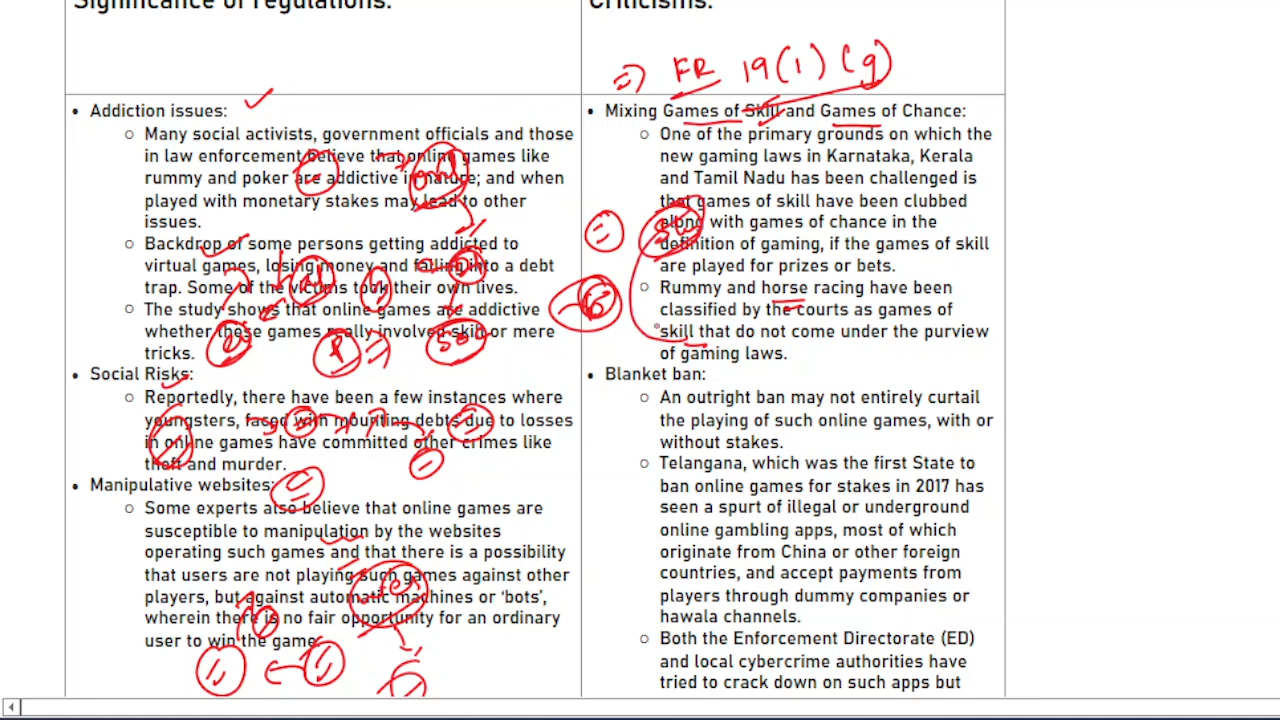 Significance of regulations:
Criticisms:
=) FR 19(1)(g)
• Addiction issues:
○ Many social activists, government officials and those
in law enforcement believe that online games like
rummy and poker are addictive in nature; and when
played with monetary stakes may lead to other
issues.
○ Backdrop of some persons getting addicted to
virtual games, losing money and falling into a debt
trap. Some of the victims took their own lives.
○ The study shows that online games are addictive
whether these games really involved skill or mere
tricks.
• Social Risks:
○ Reportedly, there have been a few instances where
youngsters, faced with mounting debts due to losses
in online games have committed other crimes like
theft and murder.
• Manipulative websites:
○ Some experts also believe that online games are
susceptible to manipulation by the websites
operating such games and that there is a possibility
that users are not playing such games against other
players, but against automatic machines or ‘bots’,
wherein there is no fair opportunity for an ordinary
user to win the game.
• Mixing Games of Skill and Games of Chance:
○ One of the primary grounds on which the
new gaming laws in Karnataka, Kerala
and Tamil Nadu has been challenged is
that games of skill have been clubbed
along with games of chance in the
definition of gaming, if the games of skill
are played for prizes or bets.
○ Rummy and horse racing have been
classified by the courts as games of
skill that do not come under the purview
of gaming laws.
• Blanket ban:
○ An outright ban may not entirely curtail
the playing of such online games, with or
without stakes.
○ Telangana, which was the first State to
ban online games for stakes in 2017 has
seen a spurt of illegal or underground
online gambling apps, most of which
originate from China or other foreign
countries, and accept payments from
players through dummy companies or
hawala channels.
○ Both the Enforcement Directorate (ED)
and local cybercrime authorities have
tried to crack down on such apps but